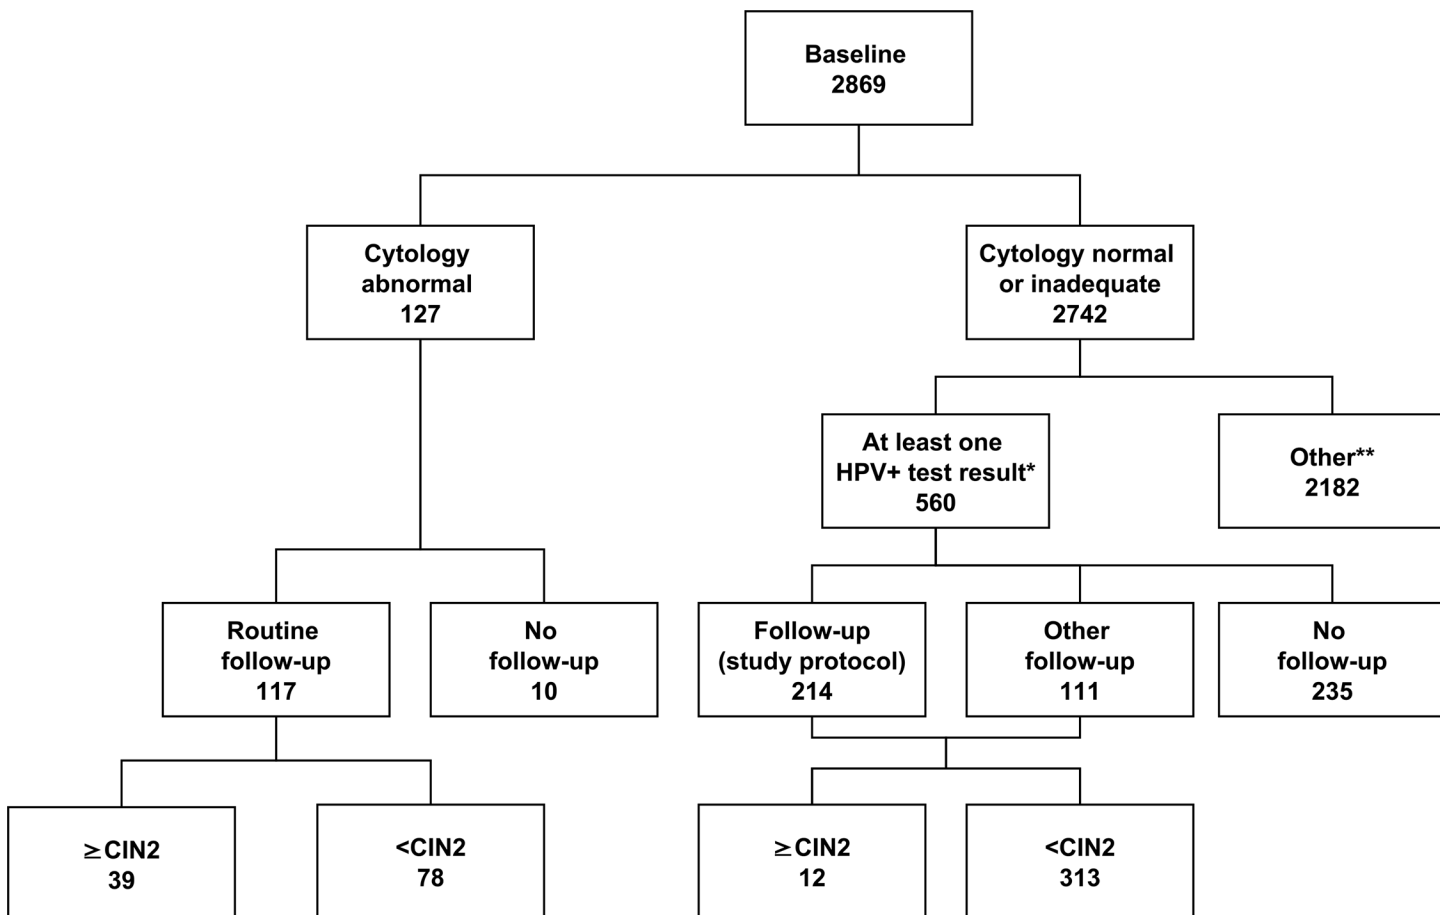 Baseline
2869
Cytology
abnormal
127
Cytology normal
or inadequate
2742
At least one
HPV+ test result*
560
Other**
2182
Routine
follow-up
117
No
follow-up
10
Follow-up
(study protocol)
214
Other
follow-up
111
No
follow-up
235
≥CIN2
39
<CIN2
78
≥CIN2
12
<CIN2
313